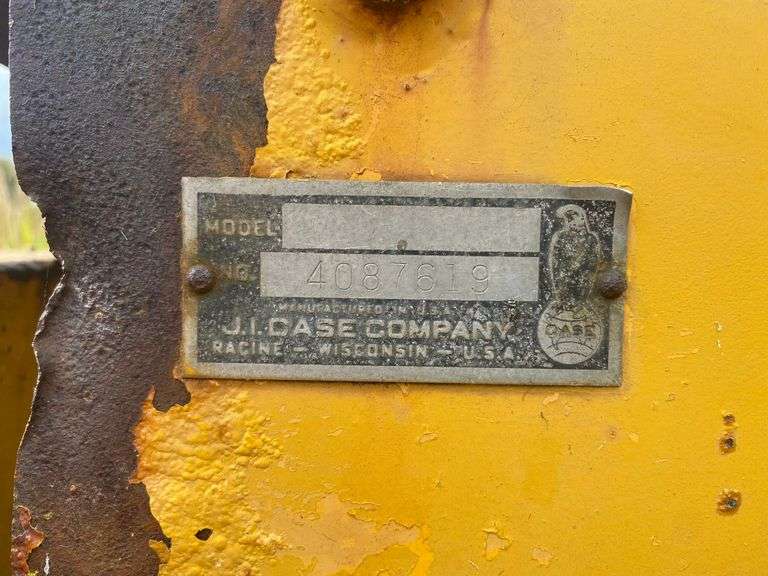 MODEL
NO. 4087619
MANUFACTURED IN U.S.A.
J.I. CASE COMPANY
RACINE – WISCONSIN – U.S.A.
CASE